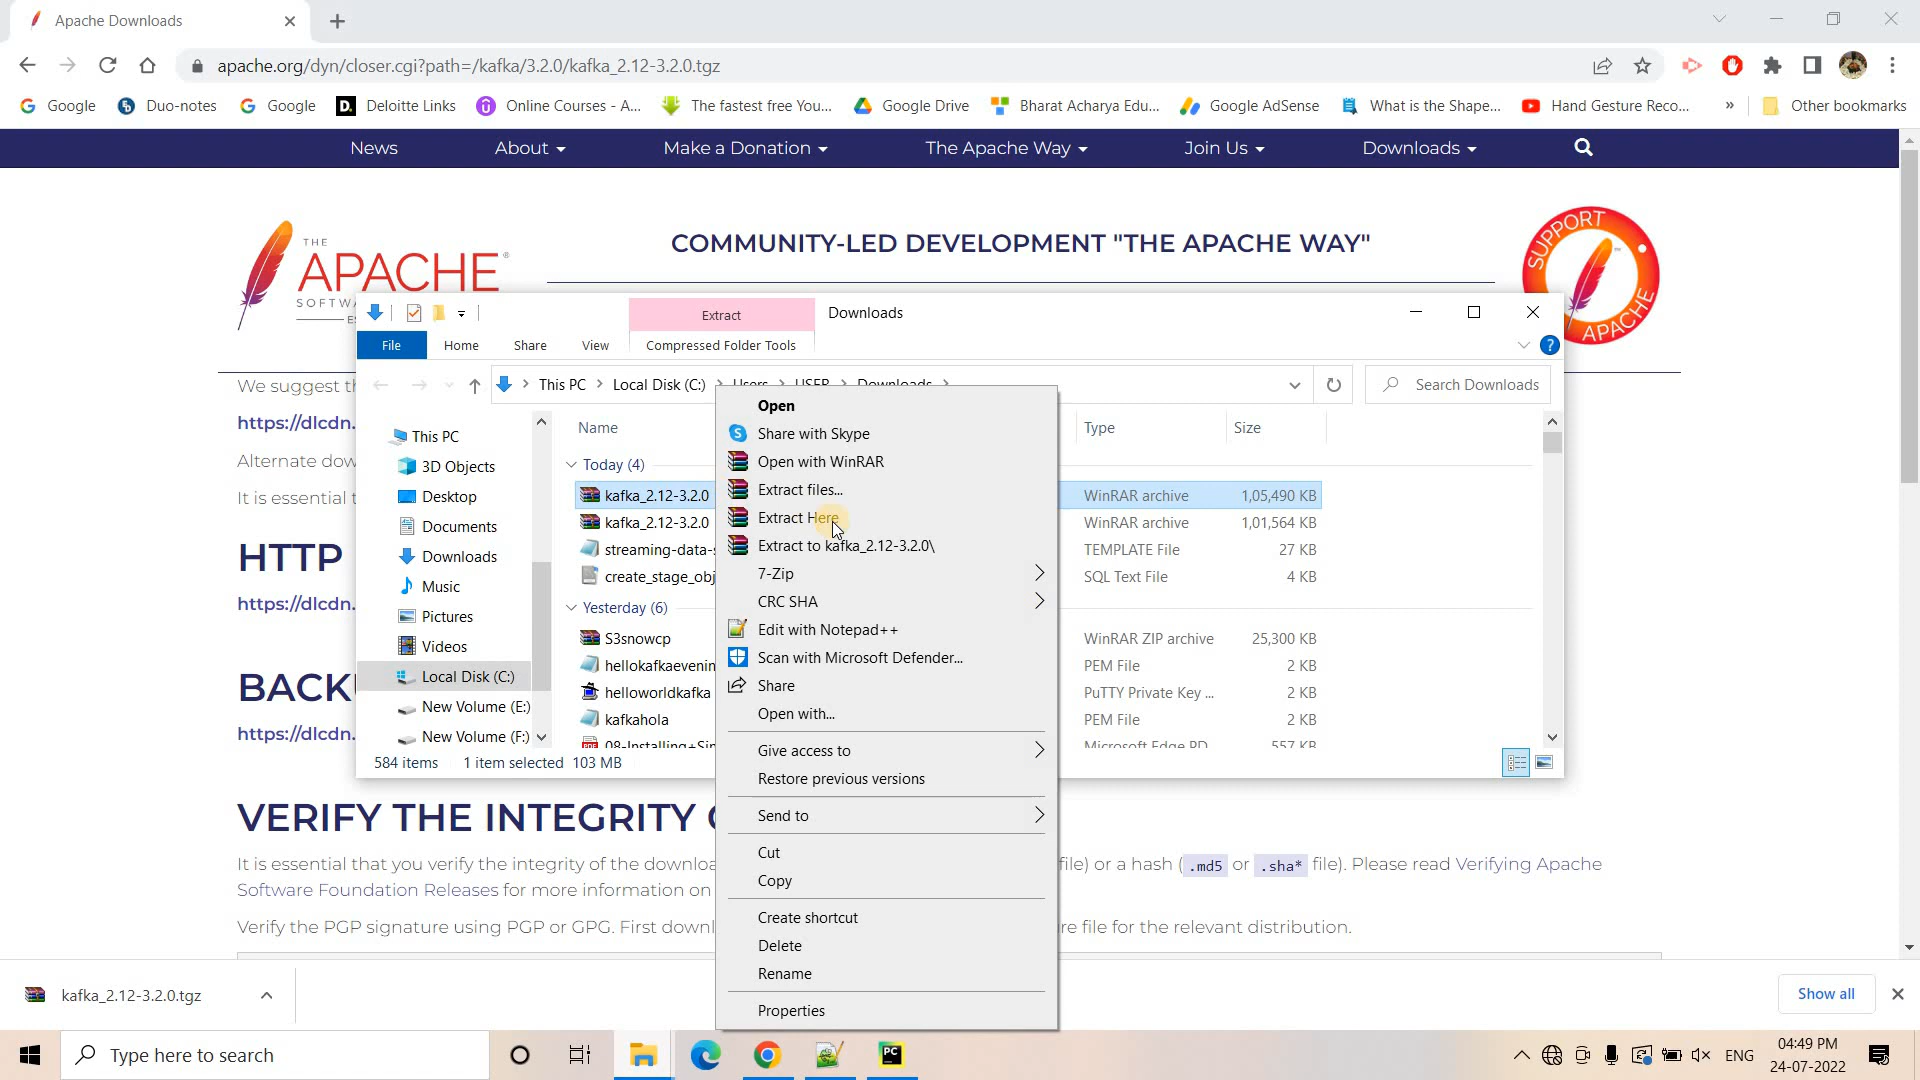 Apache Downloads
apache.org/dyn/closer.cgi?path=/kafka/3.2.0/kafka_2.12-3.2.0.tgz
Google Duo-notes Google D. Deloitte Links Online Courses - A... The fastest free You... Google Drive Bharat Acharya Edu... Google AdSense What is the Shape... Hand Gesture Reco... » Other bookmarks
News About Make a Donation The Apache Way Join Us Downloads
COMMUNITY-LED DEVELOPMENT "THE APACHE WAY"
THE
APACHE
SOFTW
ES
SUPPORT
APACHE
We suggest th
https://dlcdn.
Alternate dow
It is essential t
HTTP
https://dlcdn.
BACKU
https://dlcdn.
Extract Downloads
File Home Share View Compressed Folder Tools
This PC Local Disk (C:) Users USER Downloads Search Downloads
Name Type Size
This PC
3D Objects
Desktop
Documents
Downloads
Music
Pictures
Videos
Local Disk (C:)
New Volume (E:)
New Volume (F:)
Today (4)
kafka_2.12-3.2.0 WinRAR archive 1,05,490 KB
kafka_2.12-3.2.0 WinRAR archive 1,01,564 KB
streaming-data-s TEMPLATE File 27 KB
create_stage_obj SQL Text File 4 KB
Yesterday (6)
S3snowcp WinRAR ZIP archive 25,300 KB
hellokafkaevenin PEM File 2 KB
helloworldkafka PuTTY Private Key ... 2 KB
kafkahola PEM File 2 KB
08-Installing+Sin Microsoft Edge PD 557 KB
584 items 1 item selected 103 MB
Open
Share with Skype
Open with WinRAR
Extract files...
Extract Here
Extract to kafka_2.12-3.2.0\
7-Zip
CRC SHA
Edit with Notepad++
Scan with Microsoft Defender...
Share
Open with...
Give access to
Restore previous versions
Send to
Cut
Copy
Create shortcut
Delete
Rename
Properties
VERIFY THE INTEGRITY O
It is essential that you verify the integrity of the downloa file) or a hash ( .md5 or .sha* file). Please read Verifying Apache
Software Foundation Releases for more information on
Verify the PGP signature using PGP or GPG. First downl re file for the relevant distribution.
kafka_2.12-3.2.0.tgz Show all
Type here to search PC ENG 04:49 PM
24-07-2022